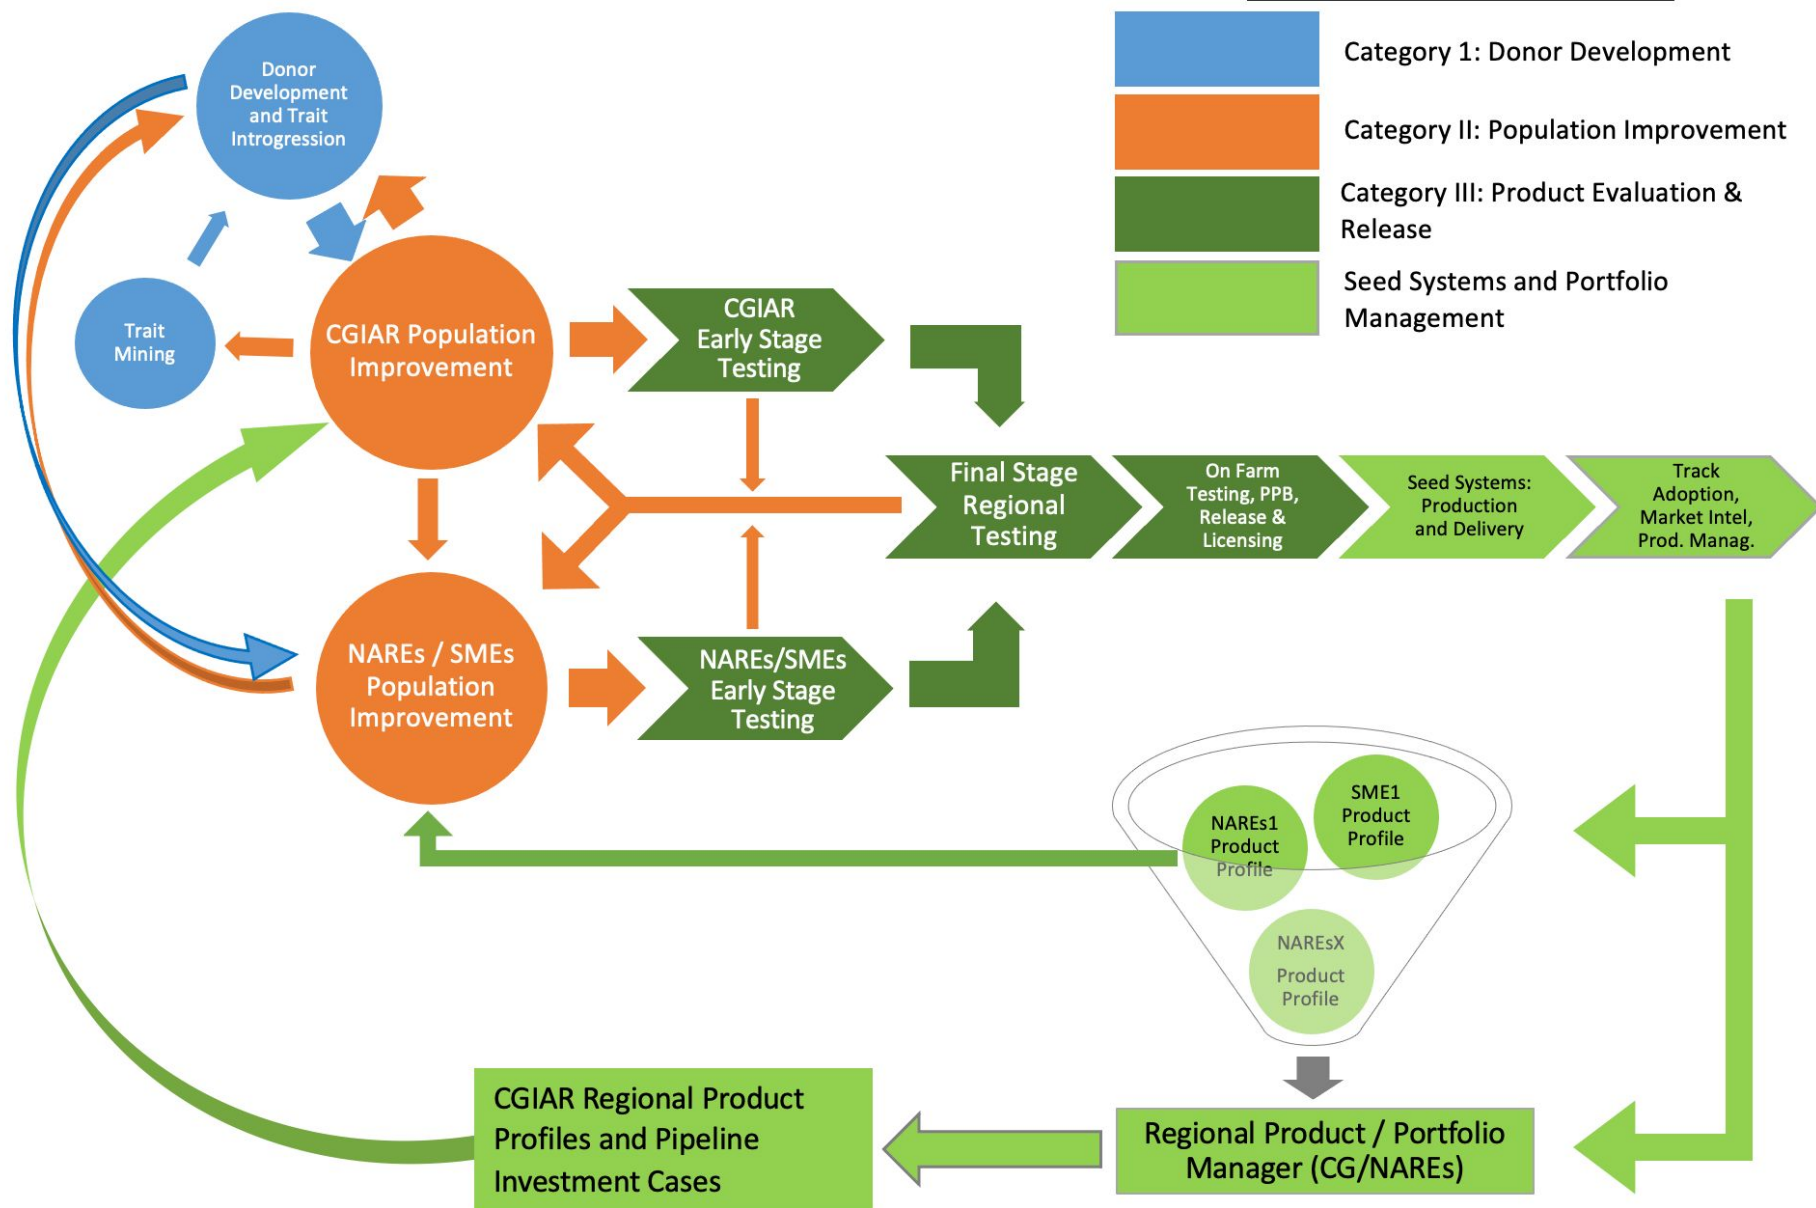 Donor
Development
and Trait
Introgression
Category 1: Donor Development
Category II: Population Improvement
Category III: Product Evaluation &
Release
Seed Systems and Portfolio
Management
Trait
Mining
CGIAR Population
Improvement
CGIAR
Early Stage
Testing
Final Stage
Regional
Testing
On Farm
Testing, PPB,
Release &
Licensing
Seed Systems:
Production
and Delivery
Track
Adoption,
Market Intel,
Prod. Manag.
NAREs / SMEs
Population
Improvement
NAREs/SMEs
Early Stage
Testing
NAREs1
Product
Profile
SME1
Product
Profile
NAREsX
Product
Profile
CGIAR Regional Product
Profiles and Pipeline
Investment Cases
Regional Product / Portfolio
Manager (CG/NAREs)